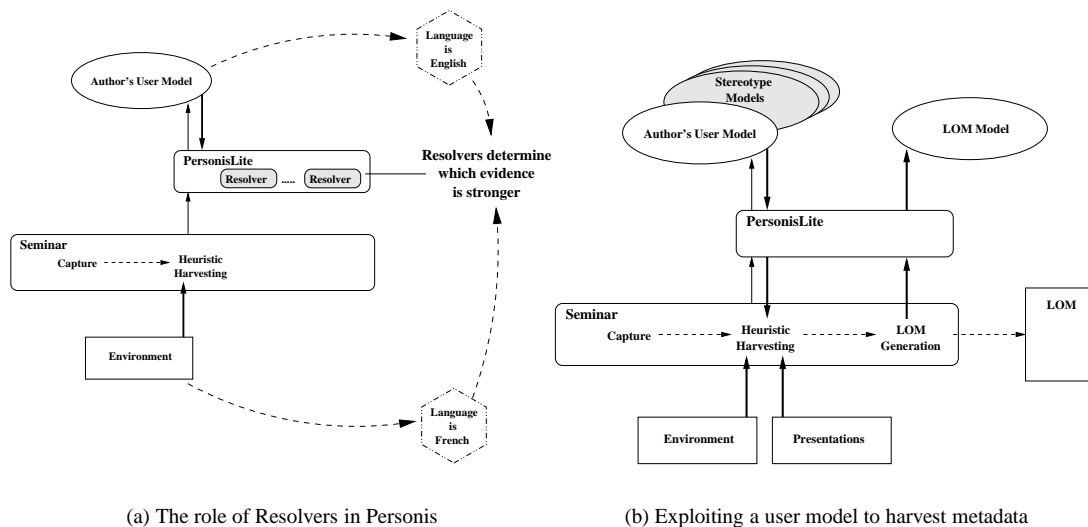 Language
is
English
Author's User Model
PersonisLite
Resolver ..... Resolver
Resolvers determine
which evidence
is stronger
Seminar
Capture
Heuristic
Harvesting
Environment
Language
is
French
(a) The role of Resolvers in Personis
Stereotype
Models
Author's User Model
LOM Model
PersonisLite
Seminar
Capture
Heuristic
Harvesting
LOM
Generation
LOM
Environment
Presentations
(b) Exploiting a user model to harvest metadata